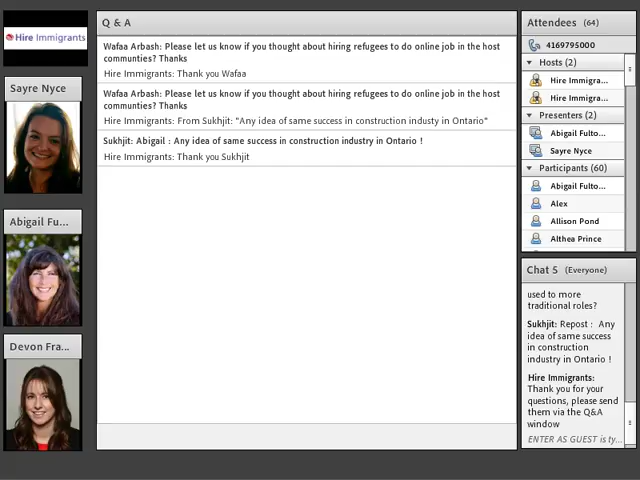 Hire Immigrants
Sayre Nyce
Abigail Fu...
Devon Fra...
Q & A
Wafaa Arbash: Please let us know if you thought about hiring refugees to do online job in the host
communties? Thanks
Hire Immigrants: Thank you Wafaa
Wafaa Arbash: Please let us know if you thought about hiring refugees to do online job in the host
communties? Thanks
Hire Immigrants: From Sukhjit: "Any idea of same success in construction industy in Ontario"
Sukhjit: Abigail : Any idea of same success in construction industry in Ontario !
Hire Immigrants: Thank you Sukhjit
Attendees (64)
4169795000
Hosts (2)
Hire Immigra...
Hire Immigra...
Presenters (2)
Abigail Fulto...
Sayre Nyce
Participants (60)
Abigail Fulto...
Alex
Allison Pond
Althea Prince
Chat 5 (Everyone)
used to more
traditional roles?
Sukhjit: Repost : Any
idea of same success
in construction
industry in Ontario !
Hire Immigrants:
Thank you for your
questions, please send
them via the Q&A
window
ENTER AS GUEST is ty...